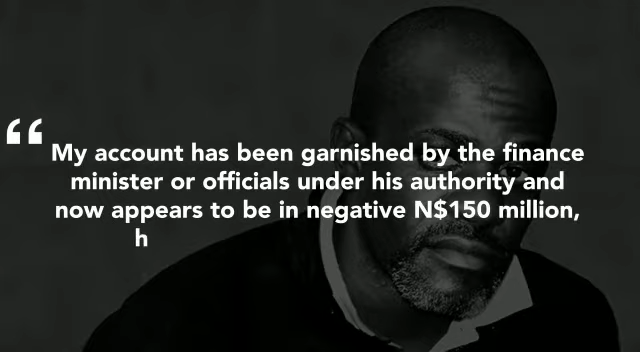 “
My account has been garnished by the finance
minister or officials under his authority and
now appears to be in negative N$150 million,
h